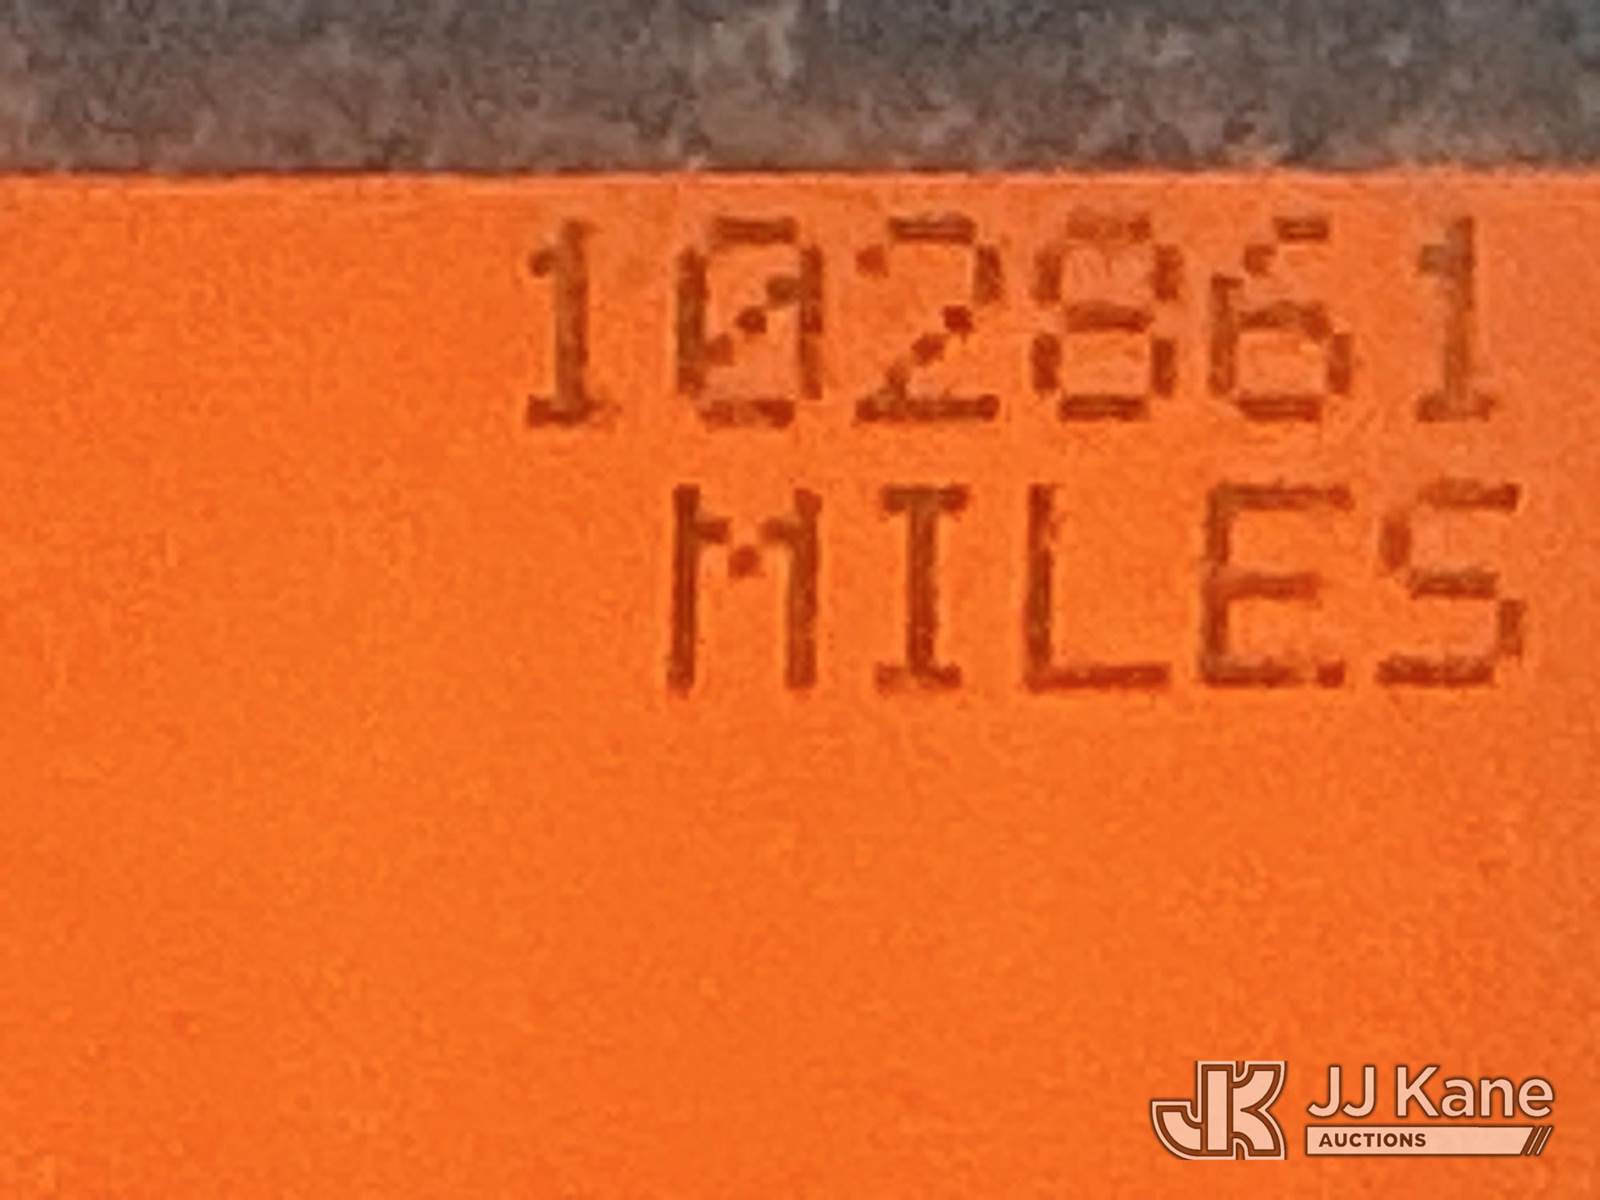 102861
MILES
JJ Kane
AUCTIONS